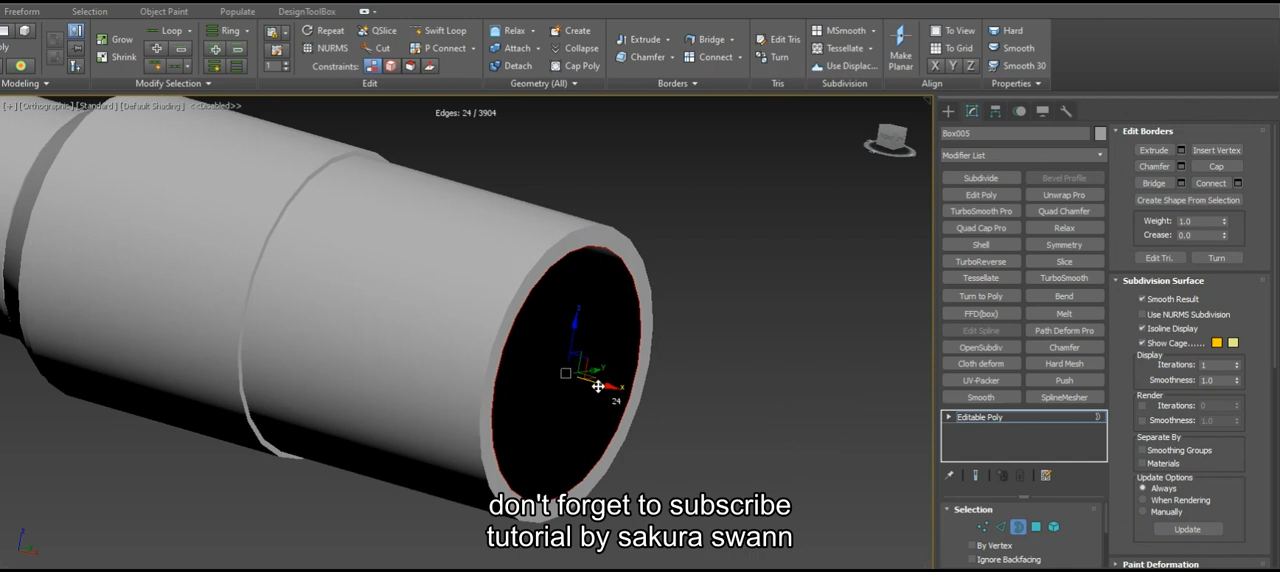 Freeform Selection Object Paint Populate DesignToolBox
Grow Loop Ring Repeat QSlice Swift Loop Relax Create Extrude Bridge Edit Tris MSmooth To View Hard
Shrink NURMS Cut P Connect Attach Collapse Chamfer Connect Turn Tessellate Make Planar To Grid Smooth
1 Constraints: Detach Cap Poly Use Displac... X Y Z Smooth 30
Modeling Modify Selection Edit Geometry (All) Borders Tris Subdivision Align Properties
[+] [Orthographic] [Standard] [Default Shading] <<Disabled>>
Edges: 24 / 3904
Box005
Modifier List
Subdivide Bevel Profile
Edit Poly Unwrap Pro
TurboSmooth Pro Quad Chamfer
Quad Cap Pro Relax
Shell Symmetry
TurboReverse Slice
Tessellate TurboSmooth
Turn to Poly Bend
FFD(box) Melt
Edit Spline Path Deform Pro
OpenSubdiv Chamfer
Cloth deform Hard Mesh
UV-Packer Push
Smooth SplineMesher
Editable Poly
Selection
By Vertex
Ignore Backfacing
Edit Borders
Extrude Insert Vertex
Chamfer Cap
Bridge Connect
Create Shape From Selection
Weight: 1.0
Crease: 0.0
Edit Tri. Turn
Subdivision Surface
Smooth Result
Use NURMS Subdivision
Isoline Display
Show Cage......
Display
Iterations: 1
Smoothness: 1.0
Render
Iterations: 0
Smoothness: 1.0
Separate By
Smoothing Groups
Materials
Update Options
Always
When Rendering
Manually
Update
Paint Deformation
z
y
x
24
don't forget to subscribe
tutorial by sakura swann